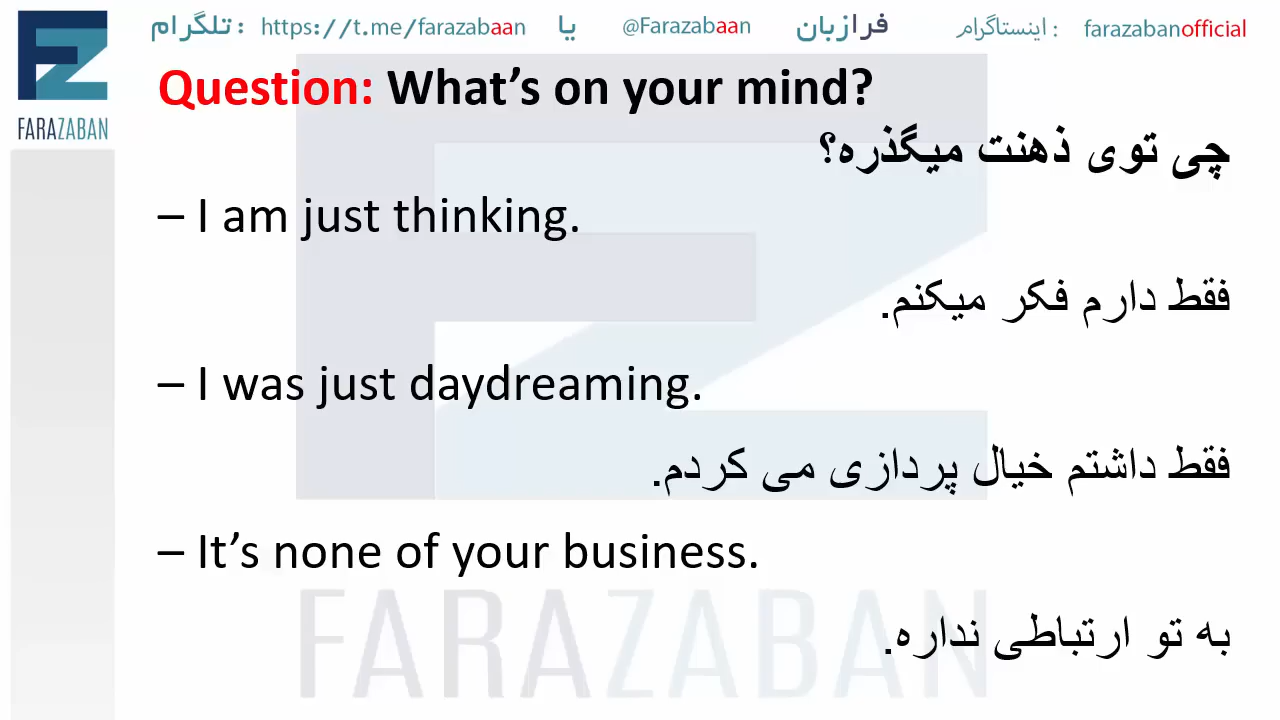 تلگرام : https://t.me/farazabaan یا @Farazabaan فرازبان اینستاگرام : farazabanofficial
FZ
FARAZABAN
Question: What’s on your mind?
چی توی ذهنت میگذره؟
– I am just thinking.
فقط دارم فکر میکنم.
– I was just daydreaming.
فقط داشتم خیال پردازی می کردم.
– It’s none of your business.
به تو ارتباطی نداره.
FARAZABAN